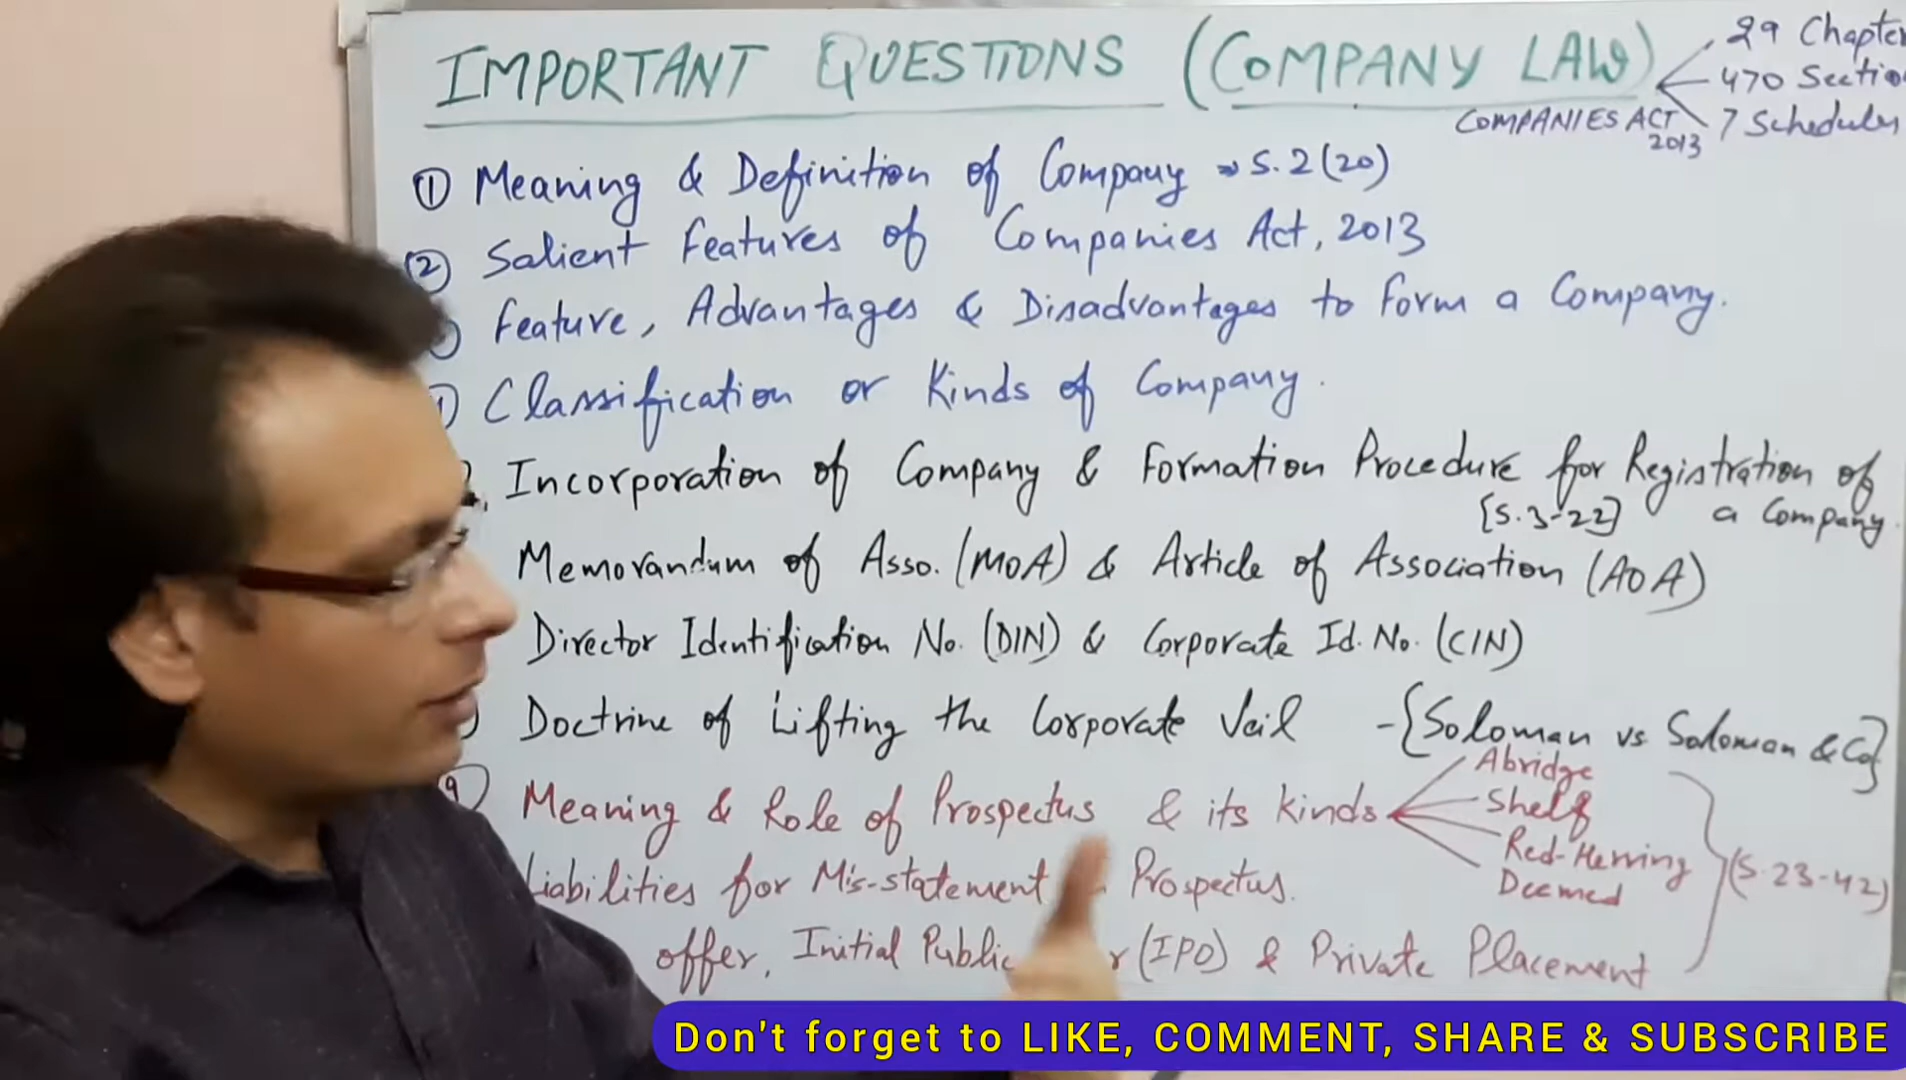 IMPORTANT QUESTIONS (COMPANY LAW)
29 Chapter
470 Sectio
7 Schedules
COMPANIES ACT 2013
① Meaning & Definition of Company → S.2(20)
② Salient Features of Companies Act, 2013
Feature, Advantages & Disadvantages to form a Company.
Classification or Kinds of Company.
Incorporation of Company & Formation Procedure for Registration of a Company.
[S.3-22]
Memorandum of Asso. (MOA) & Article of Association (AOA)
Director Identification No. (DIN) & Corporate Id. No. (CIN)
Doctrine of Lifting the Corporate Veil - {Soloman vs Soloman & Co}
⑨ Meaning & Role of Prospectus & its kinds
Abridge
Shelf
Red-Herring
Deemed
(S.23-42)
Liabilities for Mis-statement Prospectus.
offer, Initial Public r (IPO) & Private Placement
Don't forget to LIKE, COMMENT, SHARE & SUBSCRIBE